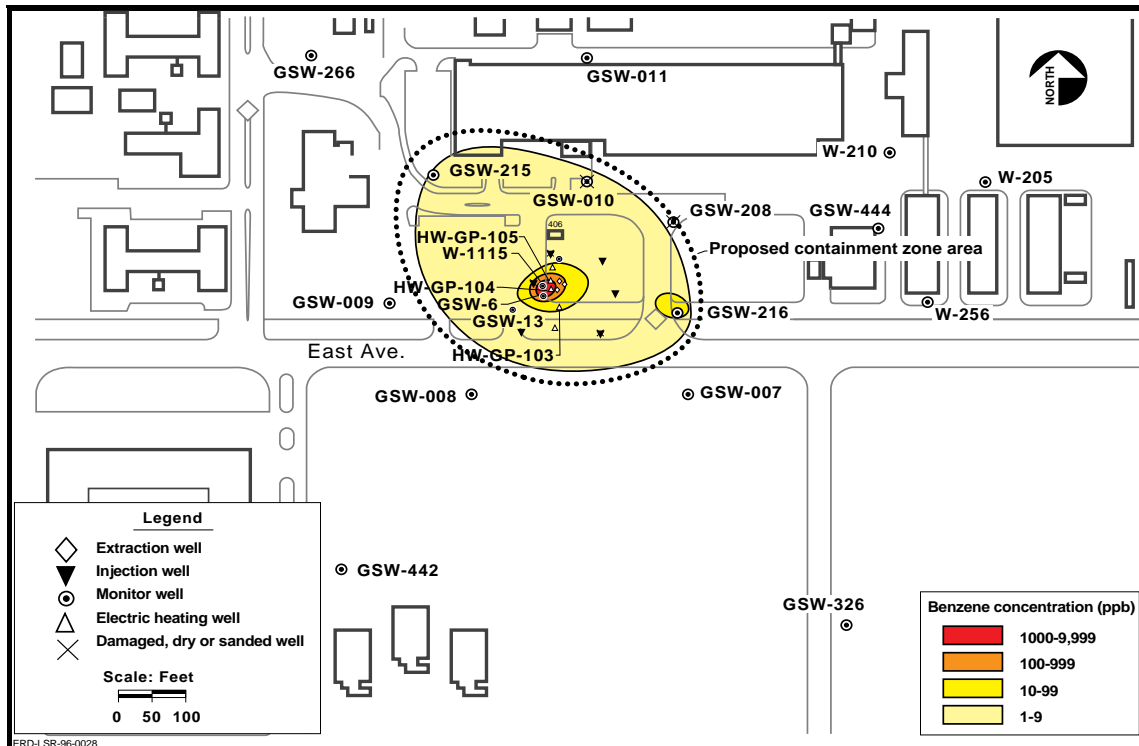 GSW-266
GSW-011
NORTH
W-210
GSW-215
W-205
GSW-010
GSW-208
GSW-444
406
HW-GP-105
W-1115
Proposed containment zone area
HW-GP-104
GSW-009
GSW-6
GSW-216
W-256
GSW-13
East Ave.
HW-GP-103
GSW-008
GSW-007
GSW-442
GSW-326
Legend
Extraction well
Injection well
Monitor well
Electric heating well
Damaged, dry or sanded well
Scale: Feet
0 50 100
Benzene concentration (ppb)
1000-9,999
100-999
10-99
1-9
ERD-LSR-96-0028